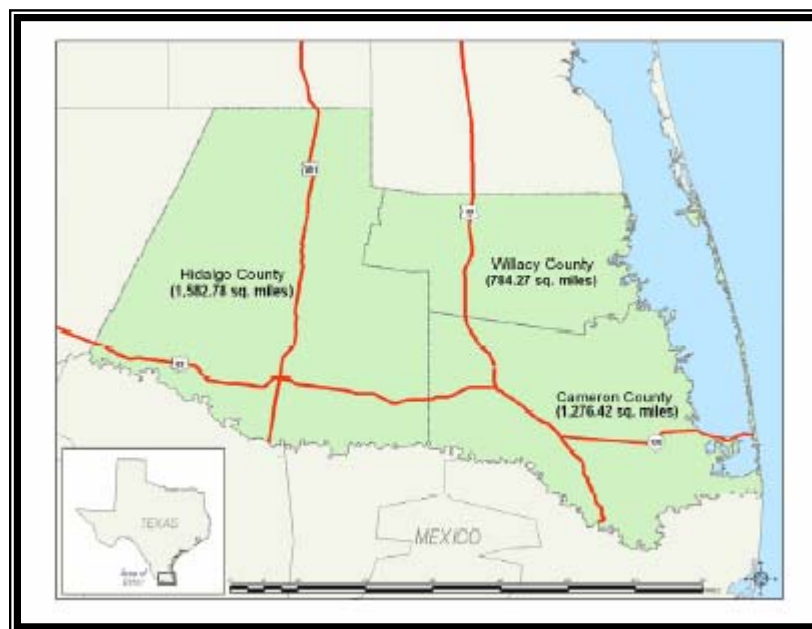 Hidalgo County
(1,582.78 sq. miles)
Willacy County
(784.27 sq. miles)
Cameron County
(1,276.42 sq. miles)
TEXAS
MEXICO